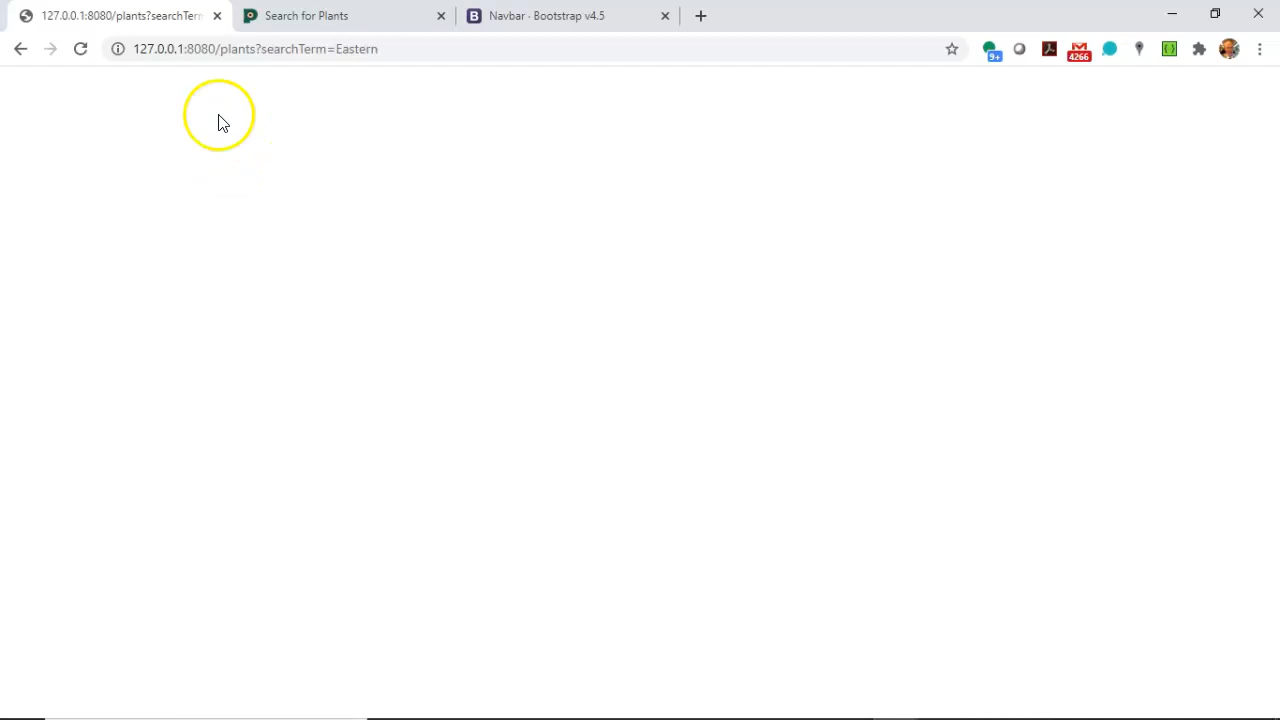 127.0.0.1:8080/plants?searchTerm
Search for Plants
Navbar · Bootstrap v4.5
127.0.0.1:8080/plants?searchTerm=Eastern
9+
4266